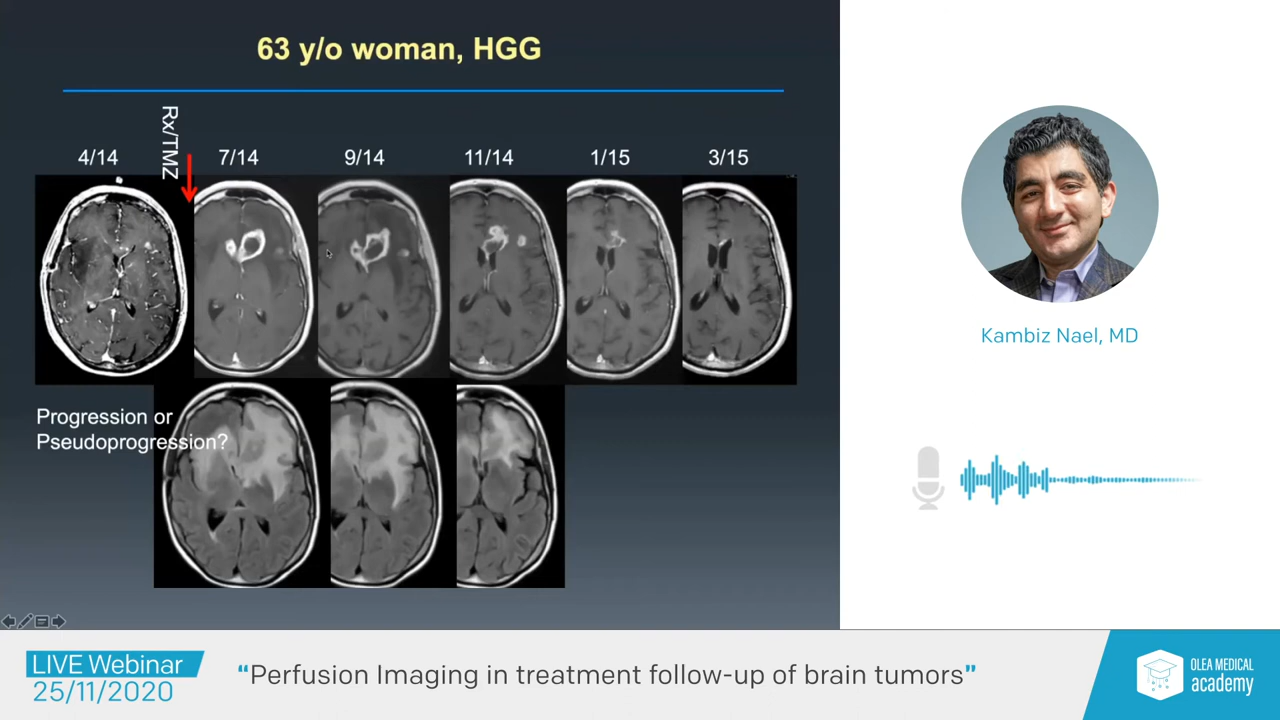 63 y/o woman, HGG
Rx/TMZ
4/14
7/14
9/14
11/14
1/15
3/15
Progression or
Pseudoprogression?
Kambiz Nael, MD
LIVE Webinar
25/11/2020
“Perfusion Imaging in treatment follow-up of brain tumors”
OLEA MEDICAL
academy